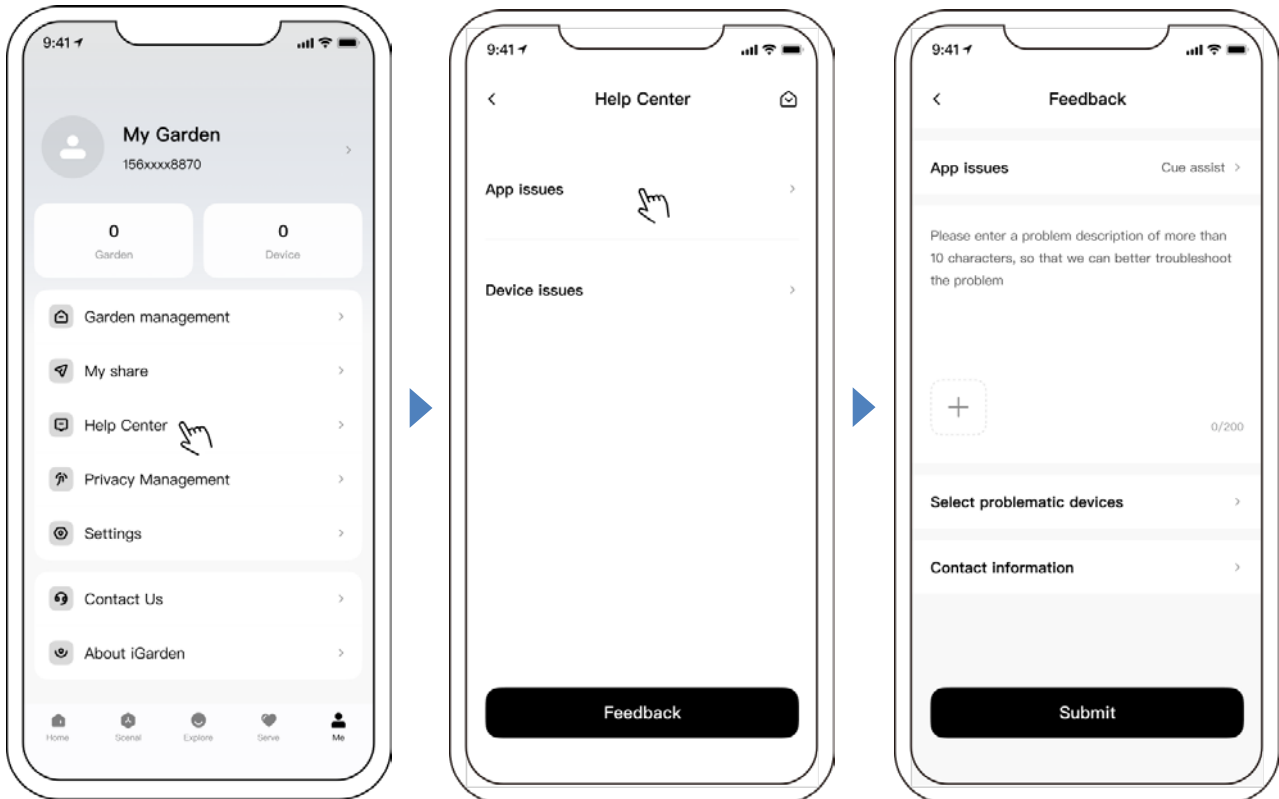 9:41
My Garden
156xxxx8870
0
Garden
0
Device
Garden management
My share
Help Center
Privacy Management
Settings
Contact Us
About iGarden
Home
Scenal
Explore
Serve
Me
9:41
Help Center
App issues
Device issues
Feedback
9:41
Feedback
App issues
Cue assist
Please enter a problem description of more than
10 characters, so that we can better troubleshoot
the problem
0/200
Select problematic devices
Contact information
Submit